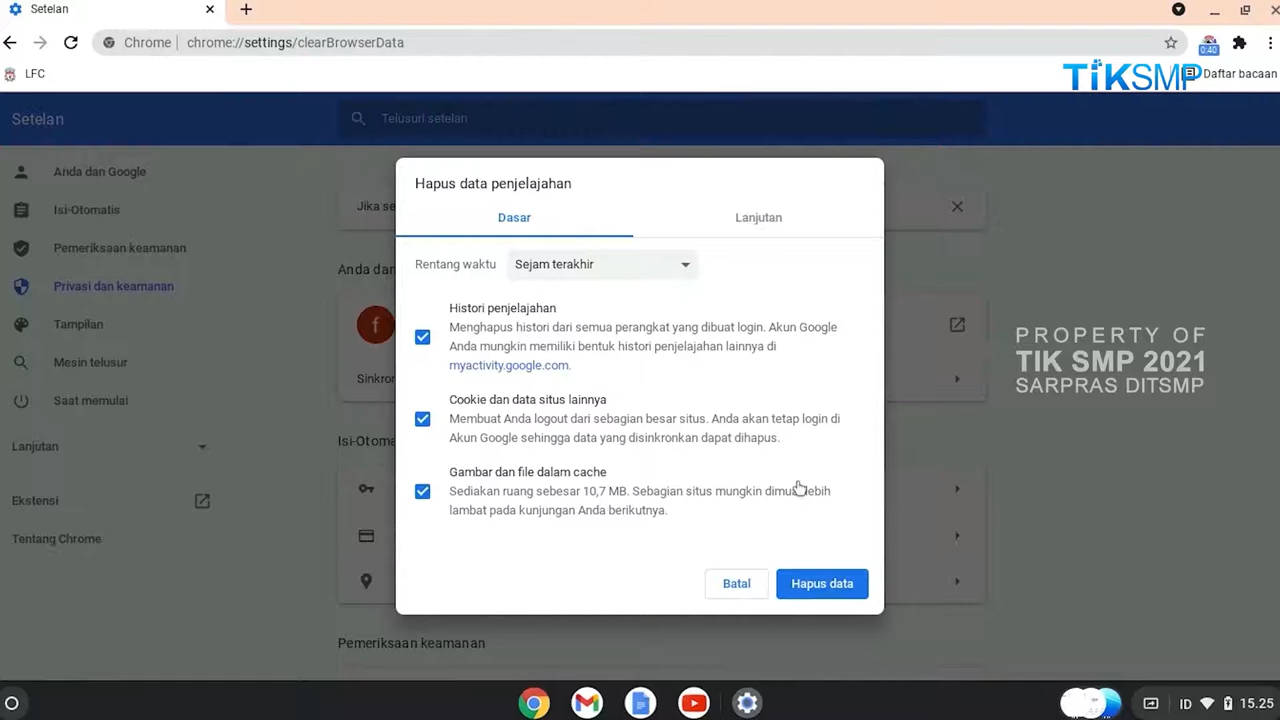 Setelan
Chrome
chrome://settings/clearBrowserData
0:40
LFC
TIKSMP
Daftar bacaan
Setelan
Telusuri setelan
Anda dan Google
Isi-Otomatis
Pemeriksaan keamanan
Privasi dan keamanan
Tampilan
Mesin telusur
Saat memulai
Lanjutan
Ekstensi
Tentang Chrome
Jika se
Anda dan
f
Sinkron
Isi-Otoma
Pemeriksaan keamanan
Hapus data penjelajahan
Dasar
Lanjutan
Rentang waktu
Sejam terakhir
Histori penjelajahan
Menghapus histori dari semua perangkat yang dibuat login. Akun Google
Anda mungkin memiliki bentuk histori penjelajahan lainnya di
myactivity.google.com.
Cookie dan data situs lainnya
Membuat Anda logout dari sebagian besar situs. Anda akan tetap login di
Akun Google sehingga data yang disinkronkan dapat dihapus.
Gambar dan file dalam cache
Sediakan ruang sebesar 10,7 MB. Sebagian situs mungkin dimuat lebih
lambat pada kunjungan Anda berikutnya.
Batal
Hapus data
PROPERTY OF
TIK SMP 2021
SARPRAS DITSMP
ID
15.25